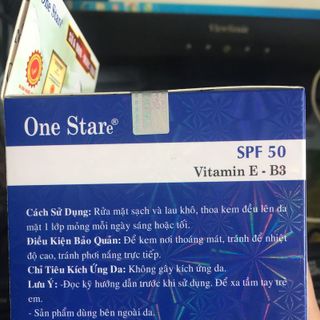 One Stare
ViewSonic
One Stare®
SPF 50
Vitamin E - B3
Cách Sử Dụng: Rửa mặt sạch và lau khô, thoa kem đều lên da
mặt 1 lớp mỏng mỗi ngày sáng hoặc tối.
Điều Kiện Bảo Quản: Để kem nơi thoáng mát, tránh để nhiệt
độ cao, tránh phơi nắng trực tiếp.
Chỉ Tiêu Kích Ứng Da: Không gây kích ứng da.
Lưu Ý: -Đọc kỹ hướng dẫn trước khi sử dụng. Để xa tầm tay trẻ
em.
- Sản phẩm dùng bên ngoài da.